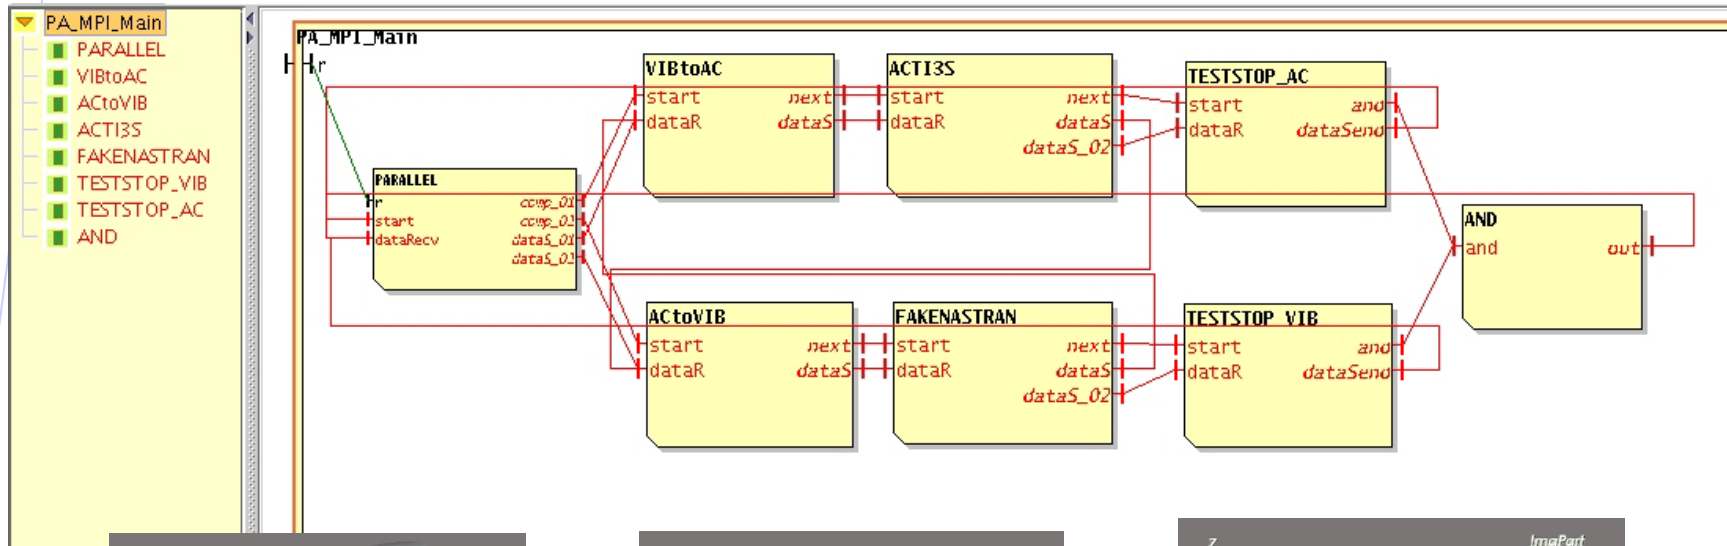 PA_MPI_Main
PARALLEL
VIBtoAC
ACtoVIB
ACTI3S
FAKENASTRAN
TESTSTOP_VIB
TESTSTOP_AC
AND
PA_MPI_Main
r
VIBtoAC
start next
dataR dataS
ACTI3S
start next
dataR dataS
dataS_02
TESTSTOP_AC
start and
dataR dataSend
PARALLEL
r comp_01
start
dataRecv dataS_01
AND
and out
ACtoVIB
start next
dataR dataS
FAKENASTRAN
start next
dataR dataS
dataS_02
TESTSTOP_VIB
start and
dataR dataSend
z ImaPart